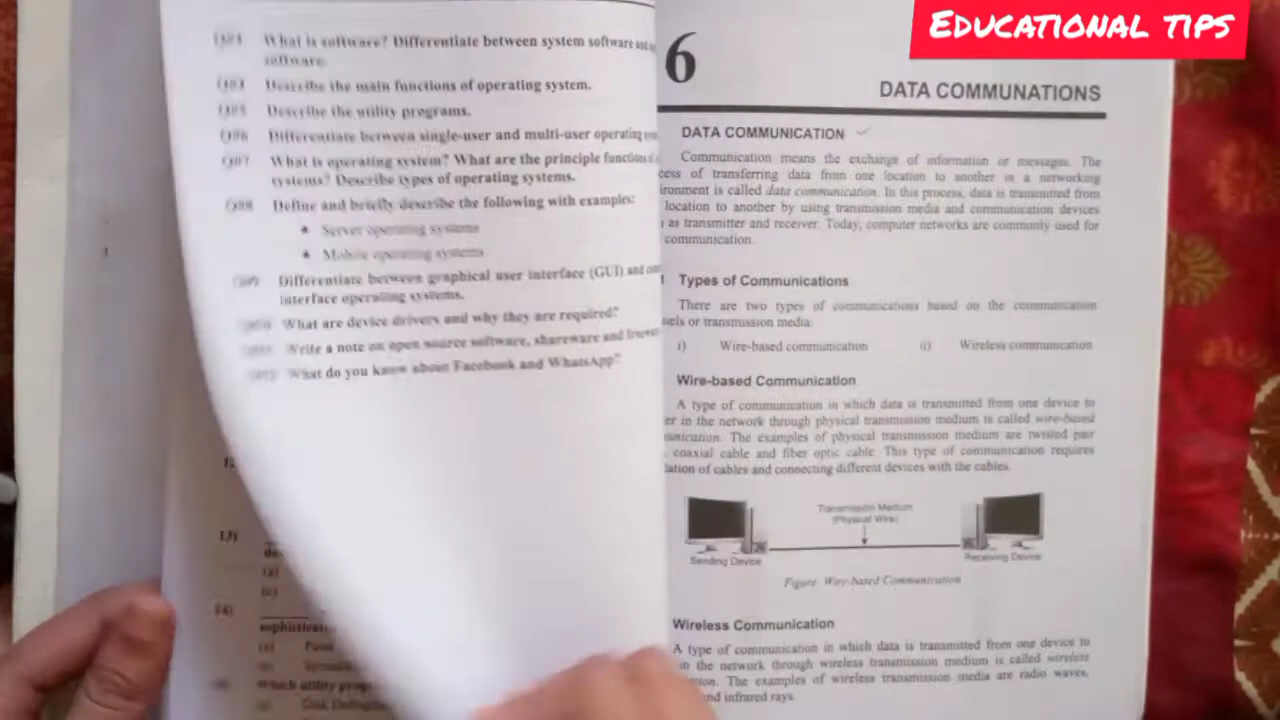 EDUCATIONAL TIPS
What is software? Differentiate between system software and
software.
Describe the main functions of operating system.
Describe the utility programs.
Differentiate between single-user and multi-user operating
What is operating system? What are the principle functions of
systems? Describe types of operating systems.
Define and briefly describe the following with examples:
★ Server operating systems
★ Mobile operating systems
Differentiate between graphical user interface (GUI) and
interface operating systems.
What are device drivers and why they are required?
Write a note on open source software, shareware and
What do you know about Facebook and WhatsApp?
13)
14)
(a)
6
DATA COMMUNATIONS
DATA COMMUNICATION
Communication means the exchange of information or messages. The
cess of transferring data from one location to another in a networking
ironment is called data communication. In this process, data is transmitted from
location to another by using transmission media and communication devices
as transmitter and receiver. Today, computer networks are commonly used for
communication.
Types of Communications
There are two types of communications based on the communication
nels or transmission media.
i) Wire-based communication ii) Wireless communication
Wire-based Communication
A type of communication in which data is transmitted from one device to
er in the network through physical transmission medium is called wire-based
munication. The examples of physical transmission medium are twisted pair
, coaxial cable and fiber optic cable. This type of communication requires
lation of cables and connecting different devices with the cables.
Transmission Medium
(Physical Wire)
Sending Device Receiving Device
Figure: Wire-based Communication
Wireless Communication
A type of communication in which data is transmitted from one device to
in the network through wireless transmission medium is called wireless
The examples of wireless transmission media are radio waves,
and infrared rays.